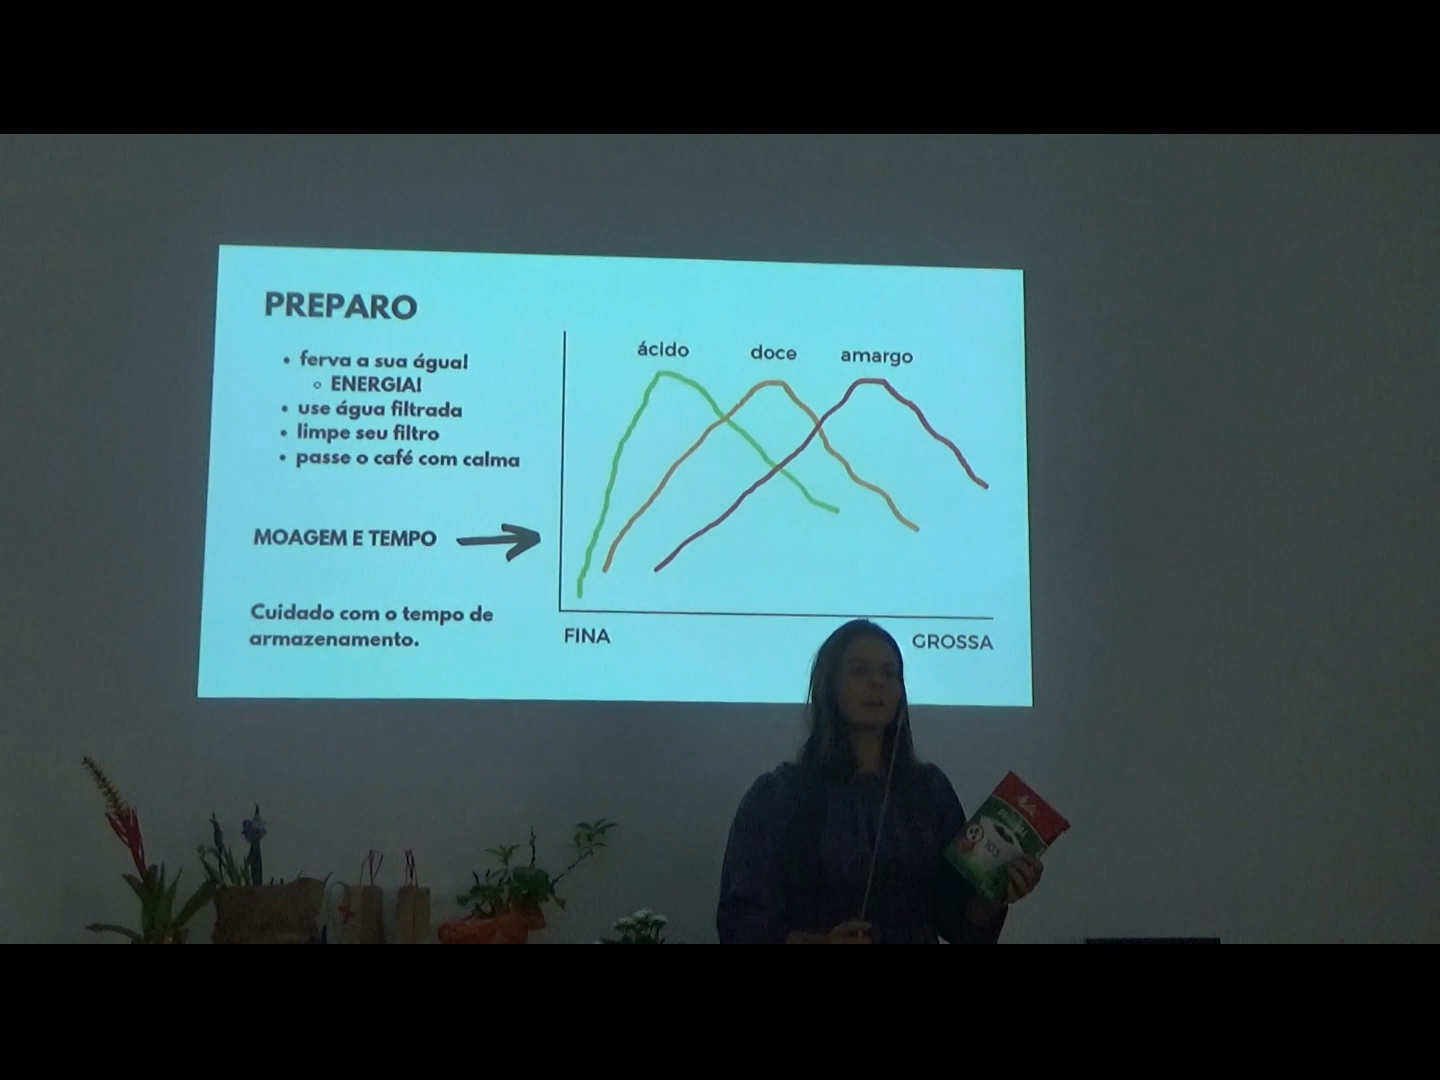 PREPARO
• ferva a sua água!
◦ ENERGIA!
• use água filtrada
• limpe seu filtro
• passe o café com calma
MOAGEM E TEMPO
Cuidado com o tempo de
armazenamento.
ácido
doce
amargo
FINA
GROSSA